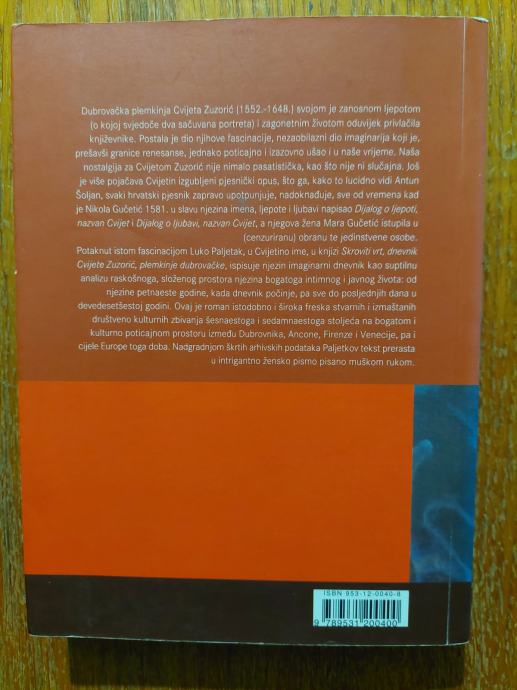 Dubrovačka plemkinja Cvijeta Zuzorić (1552.-1648.) svojom je zanosnom ljepotom
(o kojoj svjedoče dva sačuvana portreta) i zagonetnim životom oduvijek privlačila
književnike. Postala je dio njihove fascinacije, nezaobilazni dio imaginarija koji je,
prešavši granice renesanse, jednako poticajno i izazovno ušao i u naše vrijeme. Naša
nostalgija za Cvijetom Zuzorić nije nimalo pasatistička, kao što nije ni slučajna. Još
je više pojačava Cvijetin izgubljeni pjesnički opus, što ga, kako to lucidno vidi Antun
Šoljan, svaki hrvatski pjesnik zapravo upotpunjuje, nadoknađuje, sve od vremena kad
je Nikola Gučetić 1581. u slavu njezina imena, ljepote i ljubavi napisao Dijalog o ljepoti,
nazvan Cvijet i Dijalog o ljubavi, nazvan Cvijet, a njegova žena Mara Gučetić istupila u
(cenzuriranu) obranu te jedinstvene osobe.
Potaknut istom fascinacijom Luko Paljetak, u Cvijetino ime, u knjizi Skroviti vrt, dnevnik
Cvijete Zuzorić, plemkinje dubrovačke, ispisuje njezin imaginarni dnevnik kao suptilnu
analizu raskošnoga, složenog prostora njezina bogatoga intimnog i javnog života: od
njezine petnaeste godine, kada dnevnik počinje, pa sve do posljednjih dana u
devedesetšestoj godini. Ovaj je roman istodobno i široka freska stvarnih i izmaštanih
društveno kulturnih zbivanja šesnaestoga i sedamnaestoga stoljeća na bogatom i
kulturno poticajnom prostoru između Dubrovnika, Ancone, Firenze i Venecije, pa i
cijele Europe toga doba. Nadgradnjom škrtih arhivskih podataka Paljetkov tekst prerasta
u intrigantno žensko pismo pisano muškom rukom.
ISBN 953-12-0040-8
9 789531 200400